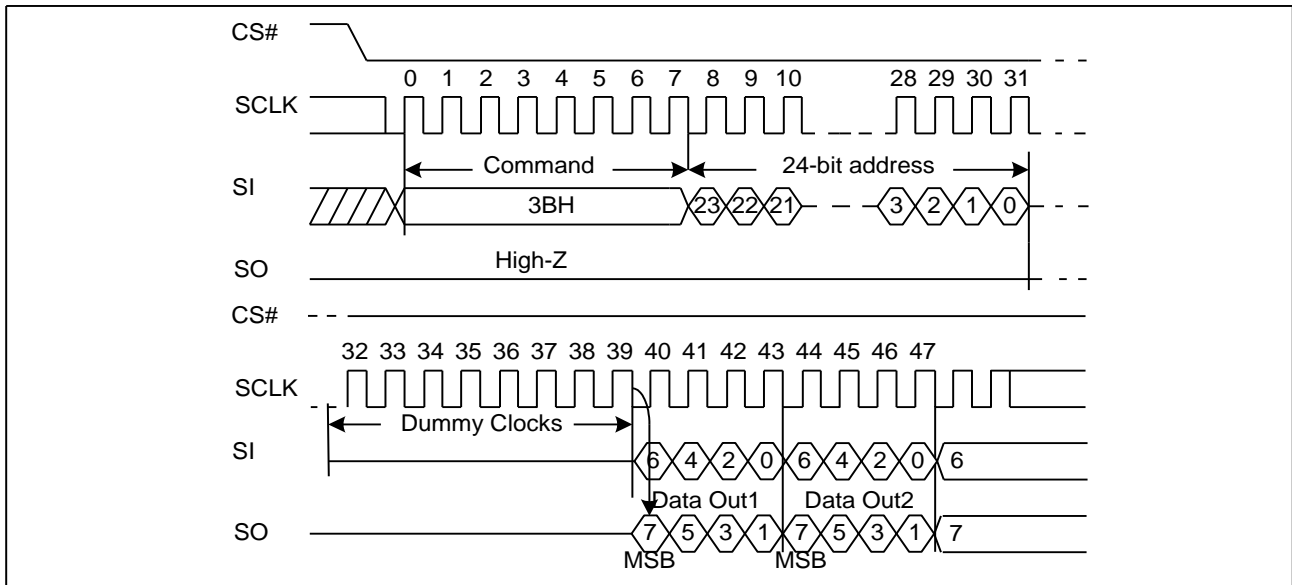 CS#
0 1 2 3 4 5 6 7 8 9 10 28 29 30 31
SCLK
Command 24-bit address
SI
3BH 23 22 21 3 2 1 0
High-Z
SO
CS#
32 33 34 35 36 37 38 39 40 41 42 43 44 45 46 47
SCLK
Dummy Clocks
SI
6 4 2 0 6 4 2 0 6
Data Out1 Data Out2
SO
7 5 3 1 7 5 3 1 7
MSB MSB